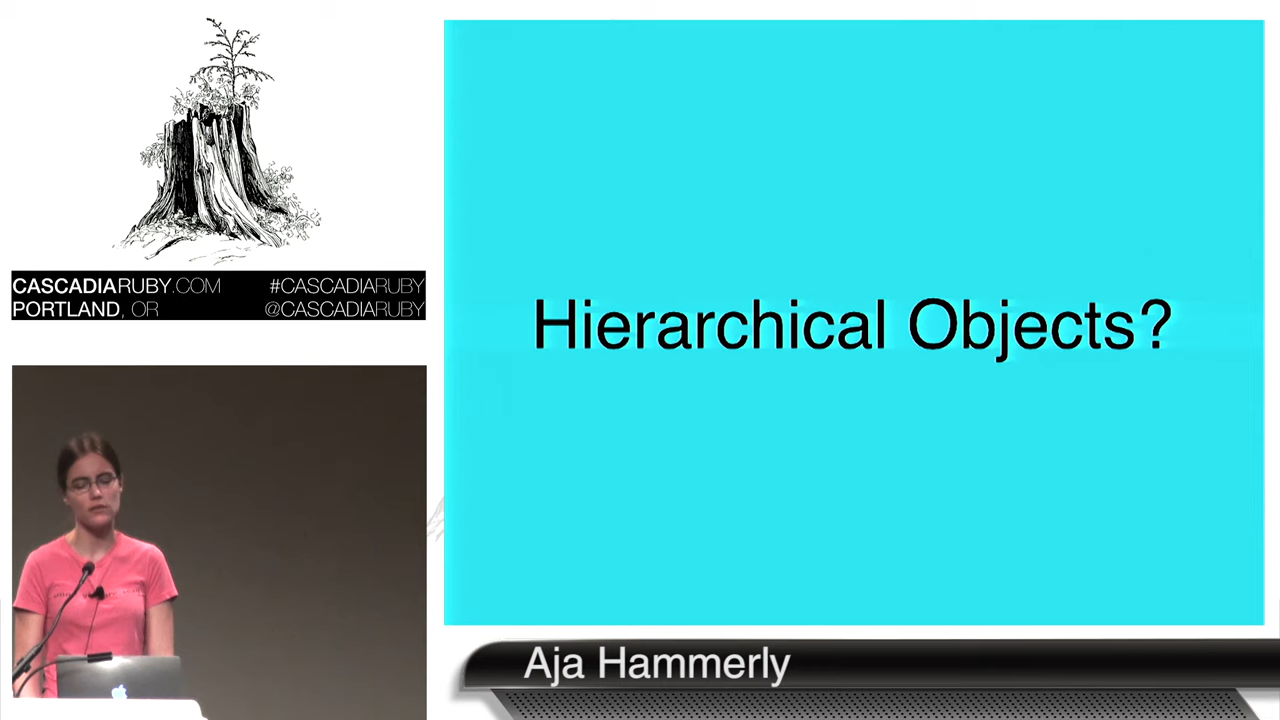 CASCADIARUBY.COM #CASCADIARUBY
PORTLAND, OR @CASCADIARUBY
Hierarchical Objects?
Aja Hammerly